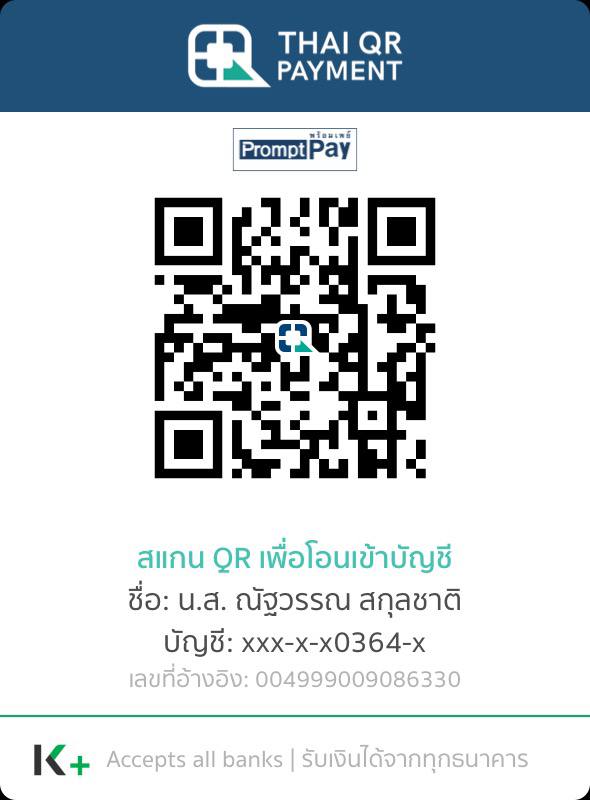 THAI QR
PAYMENT
พร้อมเพย์
PromptPay
สแกน QR เพื่อโอนเข้าบัญชี
ชื่อ: น.ส. ณัฐวรรณ สกุลชาติ
บัญชี: xxx-x-x0364-x
เลขที่อ้างอิง: 004999009086330
K+ Accepts all banks | รับเงินได้จากทุกธนาคาร